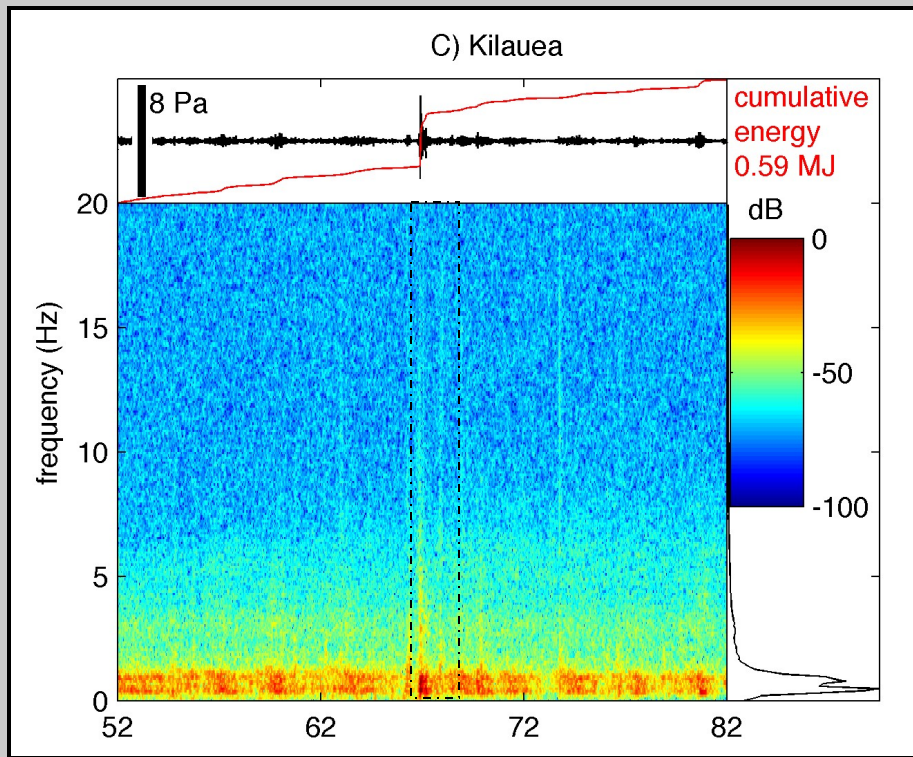 C) Kilauea
8 Pa
cumulative
energy
0.59 MJ
dB
0
-50
-100
20
15
10
5
0
frequency (Hz)
52
62
72
82